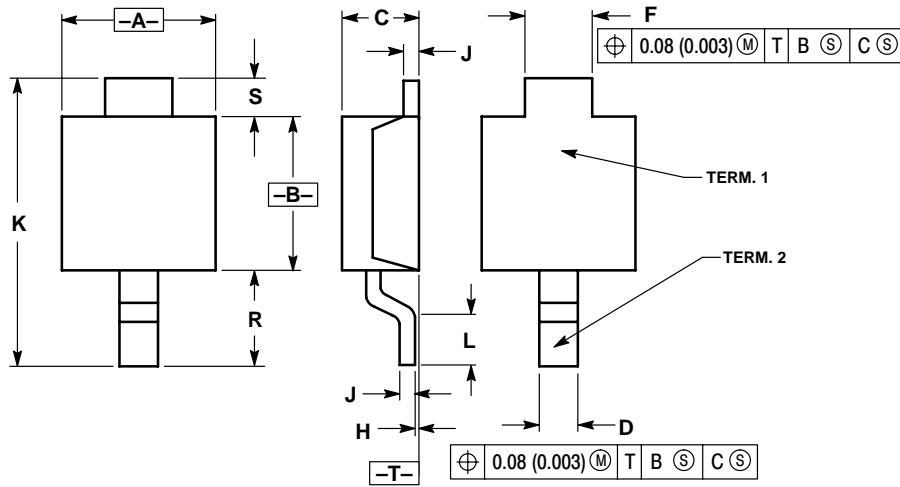 –A–
C
F
⌖ 0.08 (0.003) Ⓜ T B Ⓢ C Ⓢ
J
S
–B–
K
TERM. 1
TERM. 2
R
L
J
H
D
–T–
⌖ 0.08 (0.003) Ⓜ T B Ⓢ C Ⓢ